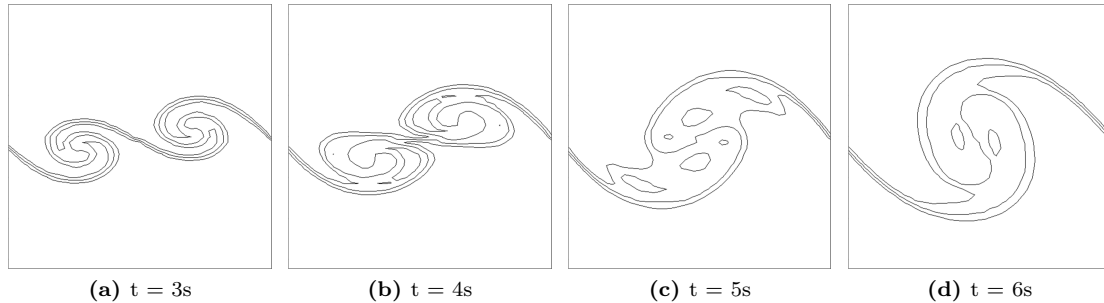 (a) t = 3s
(b) t = 4s
(c) t = 5s
(d) t = 6s